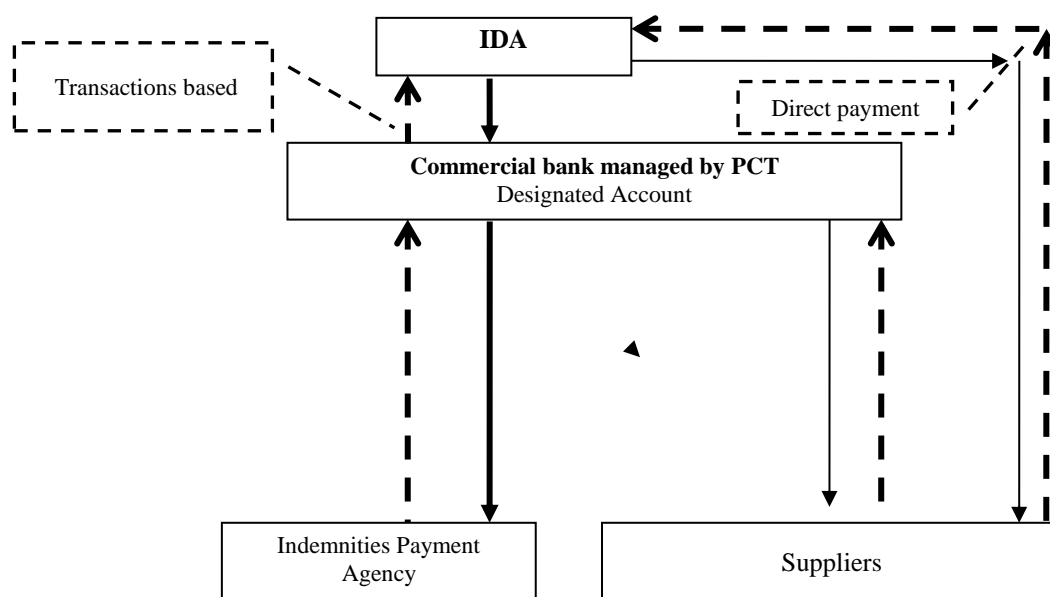 IDA
Transactions based
Direct payment
Commercial bank managed by PCT
Designated Account
Indemnities Payment
Agency
Suppliers